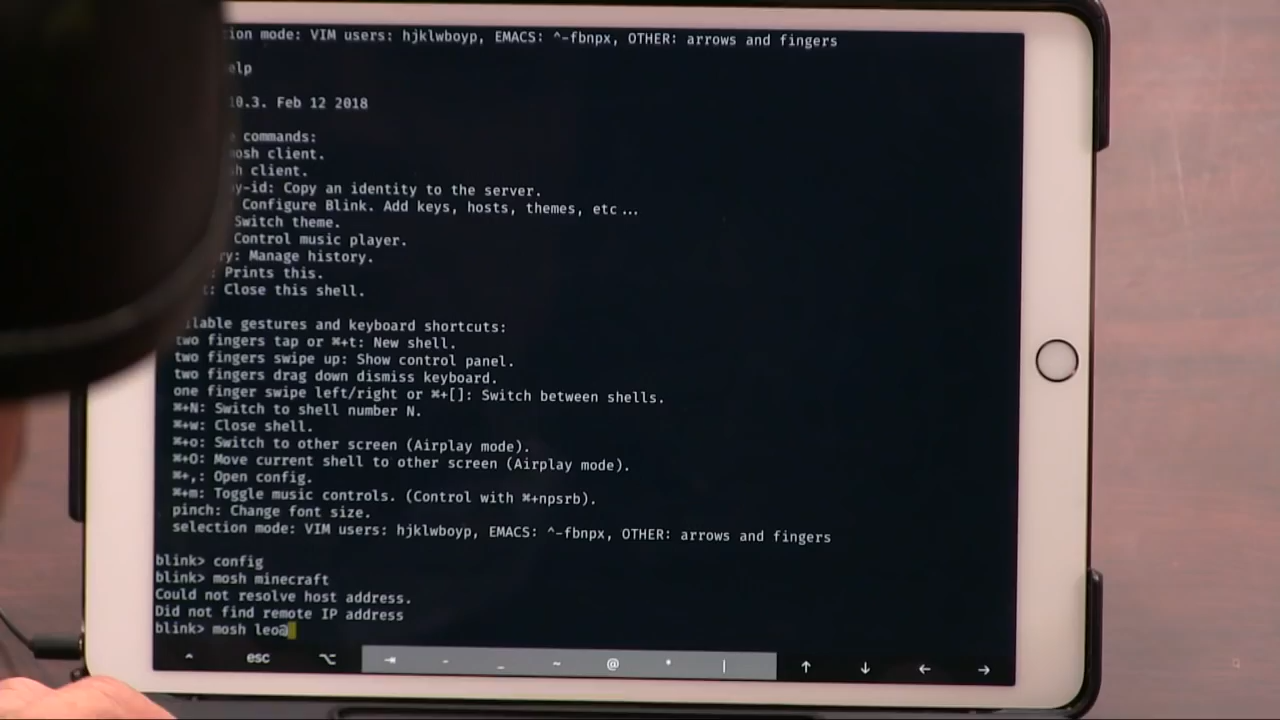 mode: VIM users: hjklwboyp, EMACS: ^-fbnpx, OTHER: arrows and fingers
10.3. Feb 12 2018
commands:
client.
client.
Copy an identity to the server.
Configure Blink. Add keys, hosts, themes, etc...
Switch theme.
Control music player.
Manage history.
: Prints this.
: Close this shell.
gestures and keyboard shortcuts:
two fingers tap or ⌘+t: New shell.
two fingers swipe up: Show control panel.
two fingers drag down dismiss keyboard.
one finger swipe left/right or ⌘+[]: Switch between shells.
⌘+N: Switch to shell number N.
⌘+w: Close shell.
⌘+o: Switch to other screen (Airplay mode).
⌘+O: Move current shell to other screen (Airplay mode).
⌘+,: Open config.
⌘+m: Toggle music controls. (Control with ⌘+npsrb).
pinch: Change font size.
selection mode: VIM users: hjklwboyp, EMACS: ^-fbnpx, OTHER: arrows and fingers
blink> config
blink> mosh minecraft
Could not resolve host address.
Did not find remote IP address
blink> mosh leo@
^ esc ⌥ ⇥ - _ ~ @ * | ↑ ↓ ← →